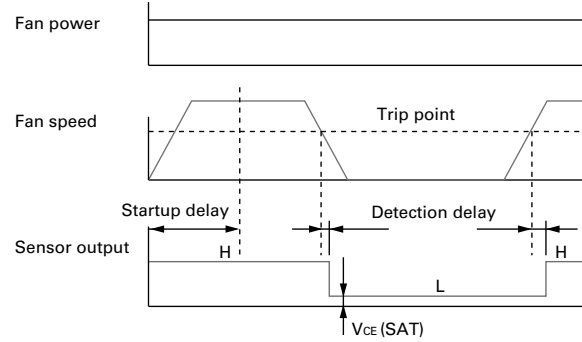 Fan power
Fan speed
Trip point
Startup delay
Detection delay
Sensor output
H
H
L
VCE (SAT)